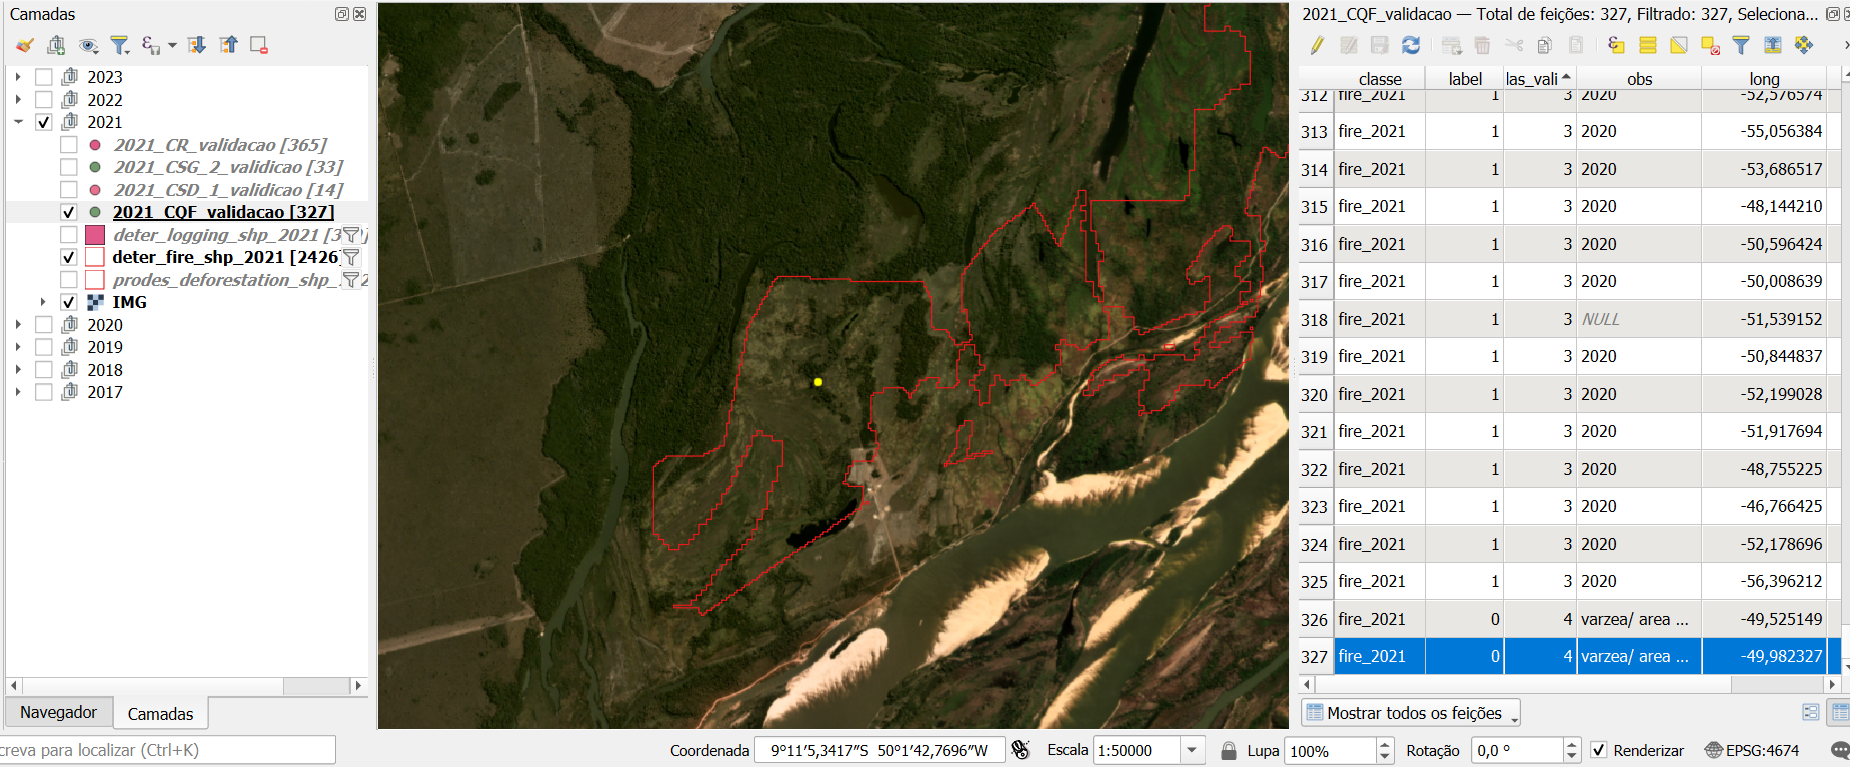 Camadas
2023
2022
2021
2021_CR_validacao [365]
2021_CSG_2_validicao [33]
2021_CSD_1_validicao [14]
2021_CQF_validacao [327]
deter_logging_shp_2021 [3
deter_fire_shp_2021 [2426]
prodes_deforestation_shp_
IMG
2020
2019
2018
2017
Navegador
Camadas
creva para localizar (Ctrl+K)
2021_CQF_validacao — Total de feições: 327, Filtrado: 327, Seleciona...
classe label las_vali obs long
312 fire_2021 1 3 2020 -52,576574
313 fire_2021 1 3 2020 -55,056384
314 fire_2021 1 3 2020 -53,686517
315 fire_2021 1 3 2020 -48,144210
316 fire_2021 1 3 2020 -50,596424
317 fire_2021 1 3 2020 -50,008639
318 fire_2021 1 3 NULL -51,539152
319 fire_2021 1 3 2020 -50,844837
320 fire_2021 1 3 2020 -52,199028
321 fire_2021 1 3 2020 -51,917694
322 fire_2021 1 3 2020 -48,755225
323 fire_2021 1 3 2020 -46,766425
324 fire_2021 1 3 2020 -52,178696
325 fire_2021 1 3 2020 -56,396212
326 fire_2021 0 4 varzea/ area ... -49,525149
327 fire_2021 0 4 varzea/ area ... -49,982327
Mostrar todos os feições
Coordenada 9°11′5,3417″S 50°1′42,7696″W Escala 1:50000 Lupa 100% Rotação 0,0 ° Renderizar EPSG:4674